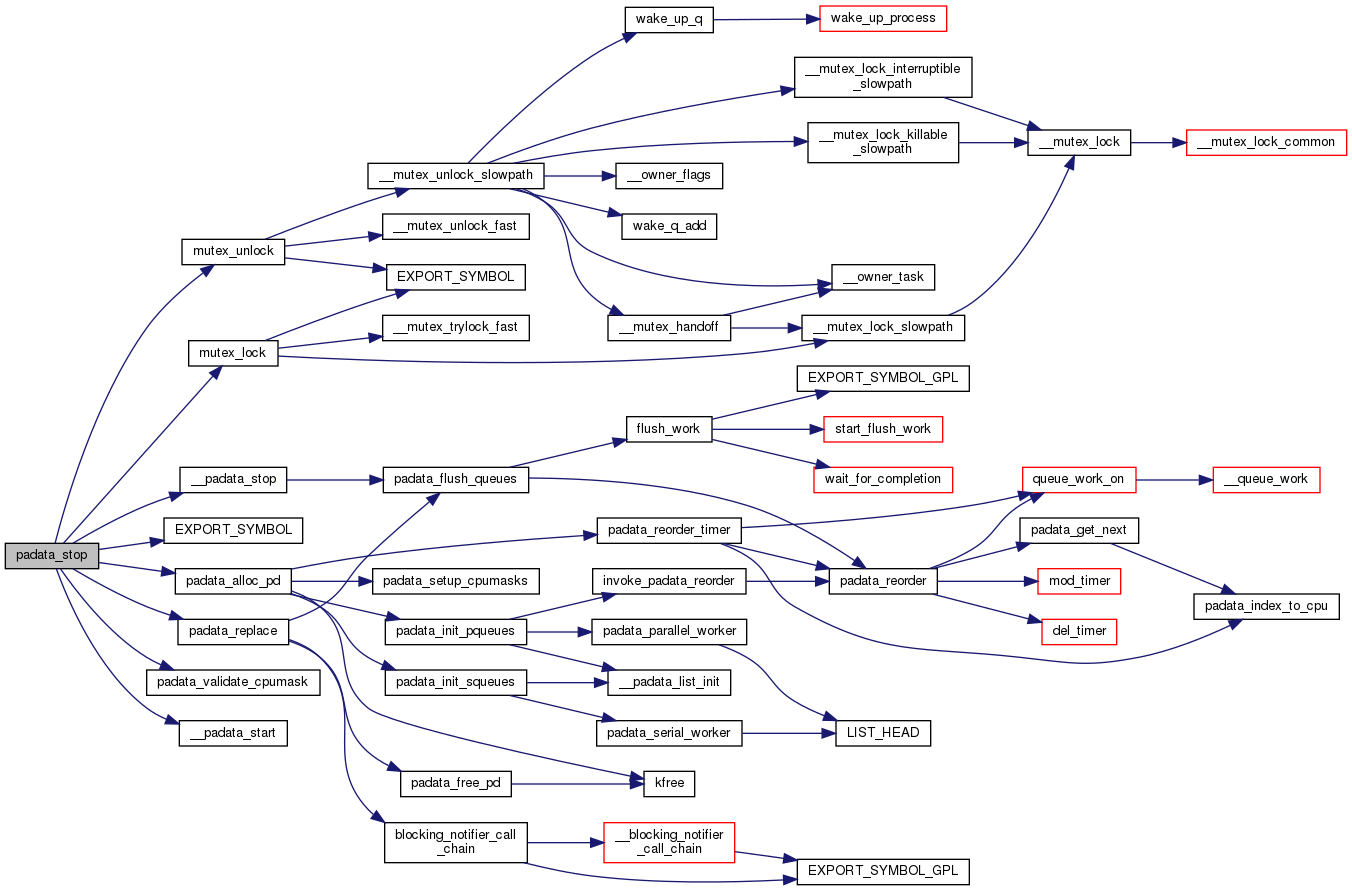 wake_up_q
wake_up_process
__mutex_lock_interruptible
_slowpath
__mutex_lock_killable
_slowpath
__mutex_lock
__mutex_lock_common
__mutex_unlock_slowpath
__owner_flags
__mutex_unlock_fast
wake_q_add
mutex_unlock
EXPORT_SYMBOL
__owner_task
__mutex_trylock_fast
__mutex_handoff
__mutex_lock_slowpath
mutex_lock
EXPORT_SYMBOL_GPL
flush_work
start_flush_work
__padata_stop
padata_flush_queues
wait_for_completion
queue_work_on
__queue_work
EXPORT_SYMBOL
padata_reorder_timer
padata_get_next
padata_stop
padata_alloc_pd
padata_setup_cpumasks
invoke_padata_reorder
padata_reorder
mod_timer
padata_index_to_cpu
padata_replace
padata_init_pqueues
padata_parallel_worker
del_timer
padata_validate_cpumask
padata_init_squeues
__padata_list_init
__padata_start
padata_serial_worker
LIST_HEAD
padata_free_pd
kfree
blocking_notifier_call
_chain
__blocking_notifier
_call_chain
EXPORT_SYMBOL_GPL